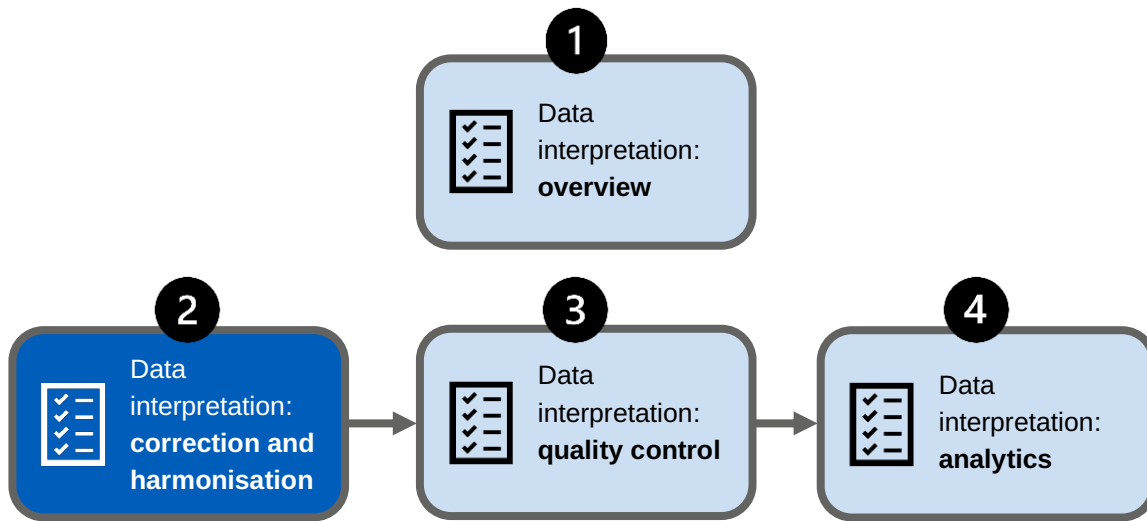 1
Data
interpretation:
overview
2
Data
interpretation:
correction and
harmonisation
3
Data
interpretation:
quality control
4
Data
interpretation:
analytics